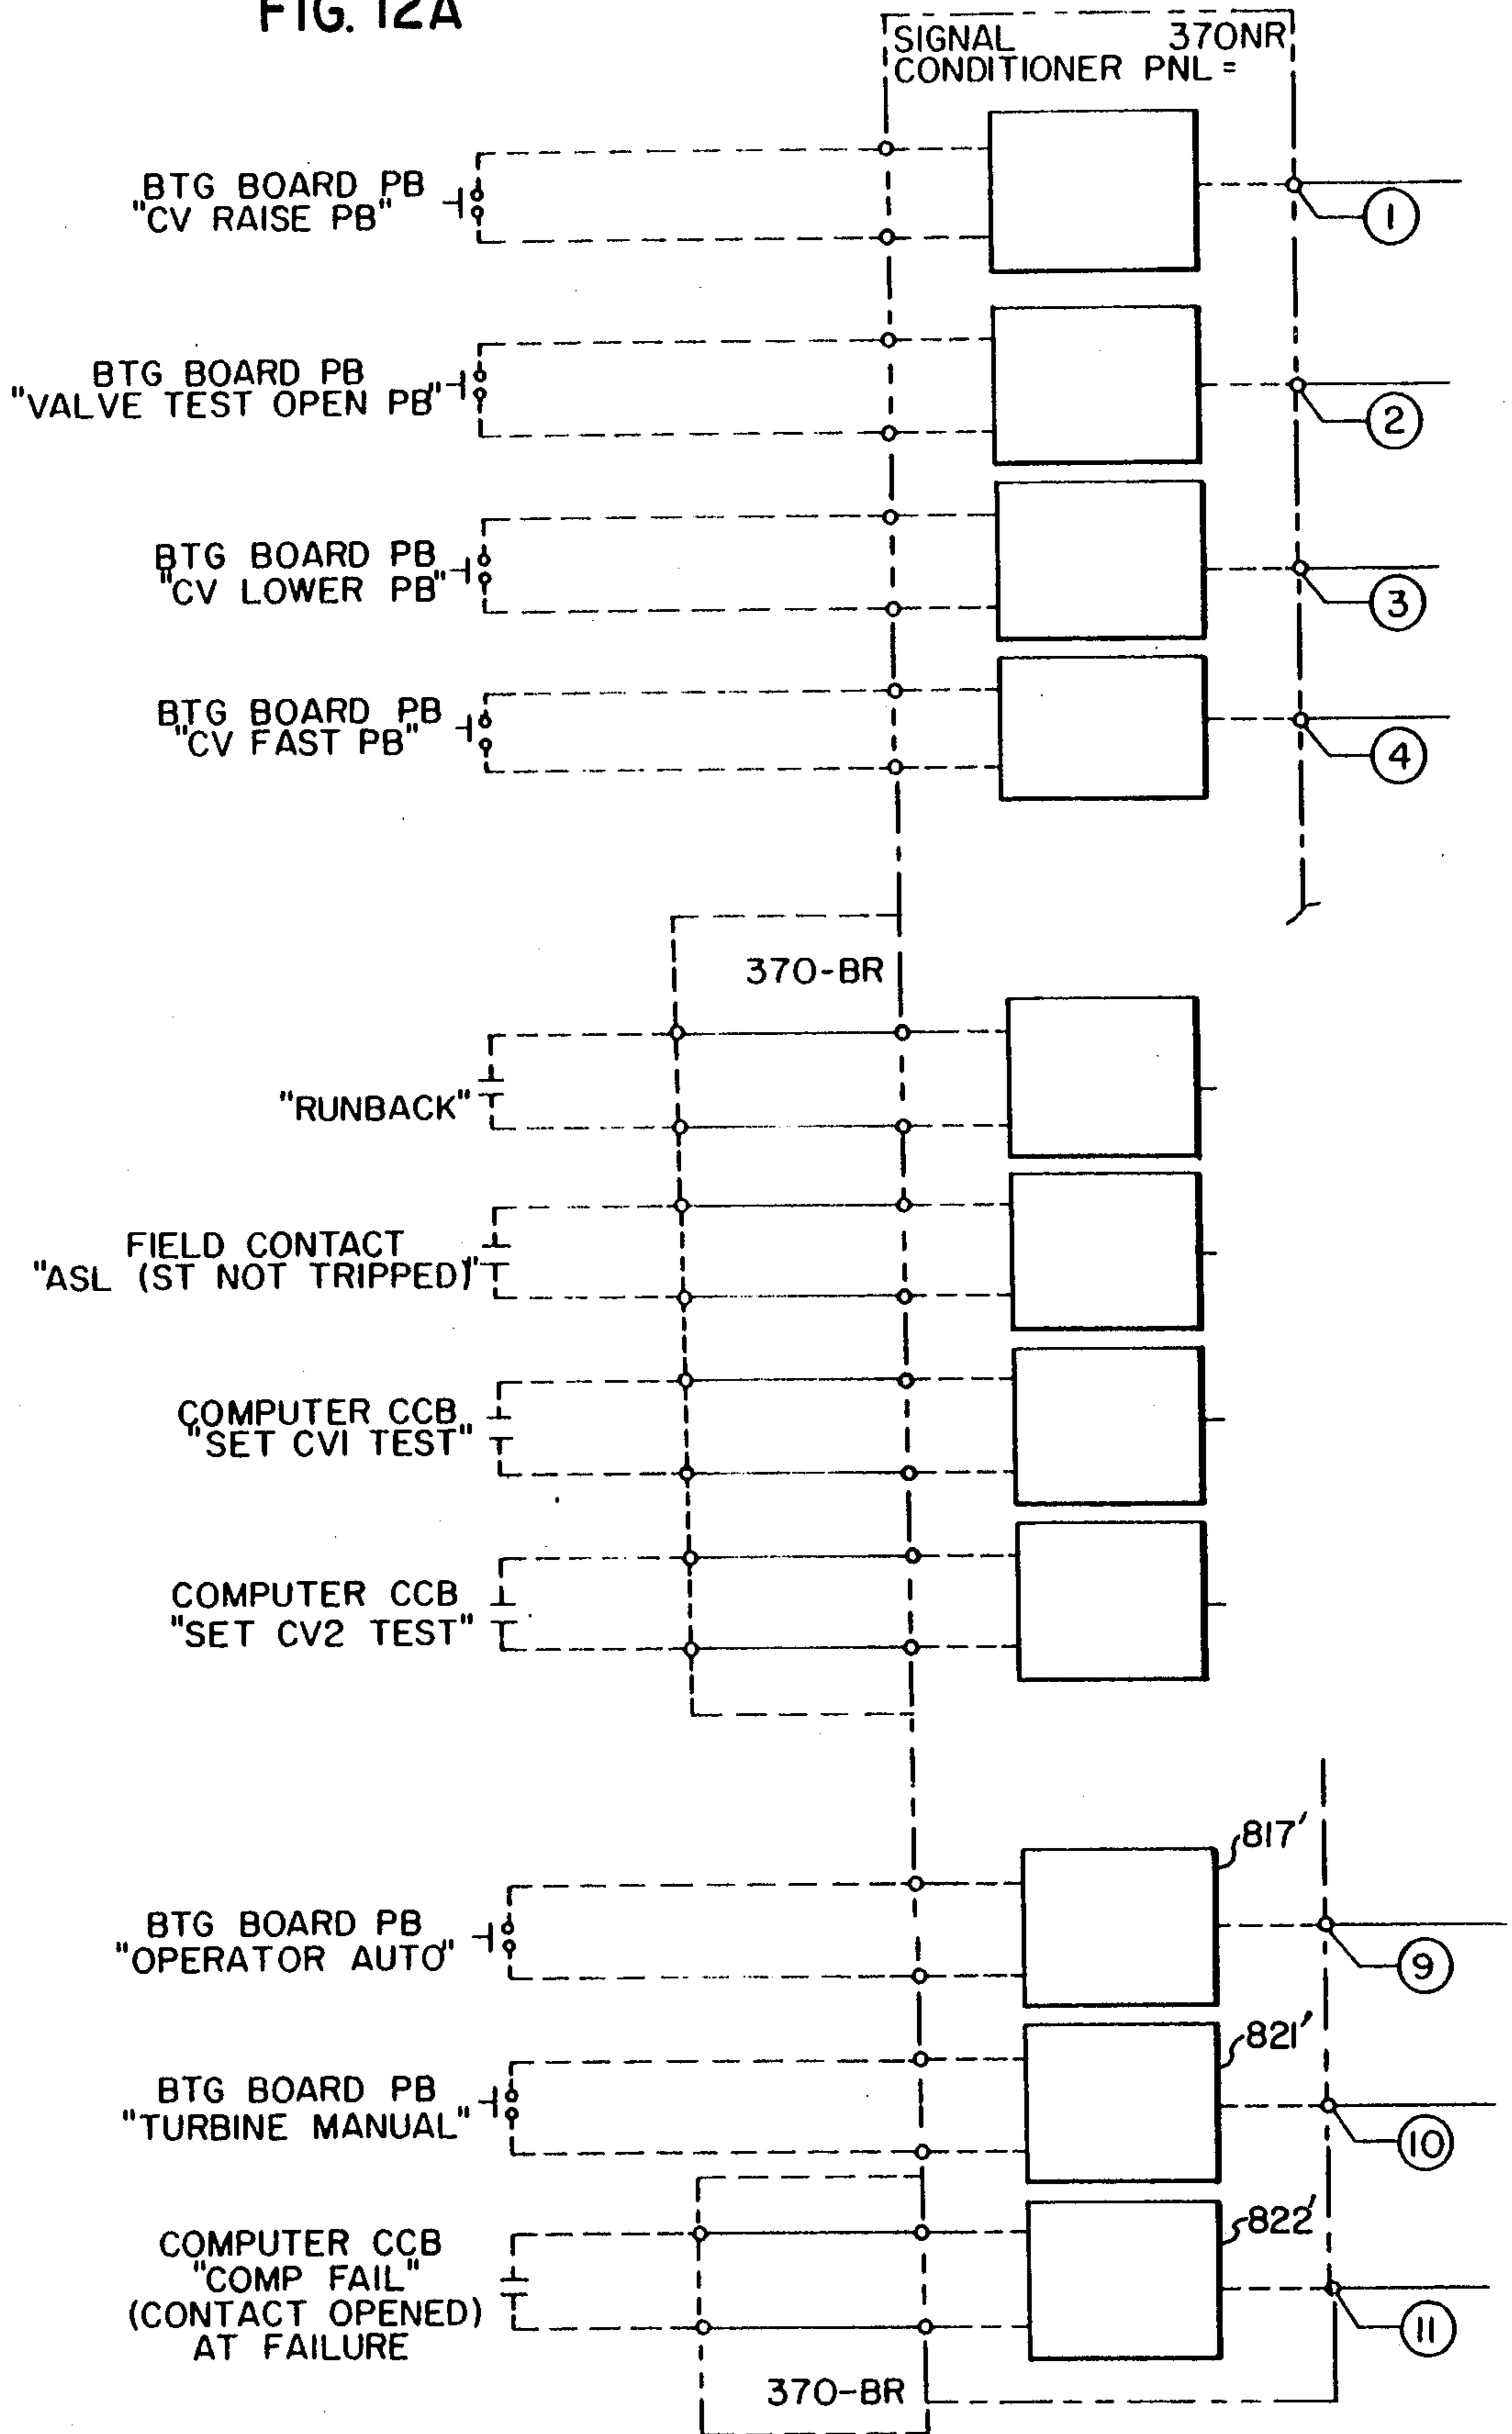 FIG. 12A
SIGNAL 370NR
CONDITIONER PNL =
BTG BOARD PB
"CV RAISE PB"
1
BTG BOARD PB
"VALVE TEST OPEN PB"
2
BTG BOARD PB
"CV LOWER PB"
3
BTG BOARD PB
"CV FAST PB"
4
370-BR
"RUNBACK"
FIELD CONTACT
"ASL (ST NOT TRIPPED)"
COMPUTER CCB
"SET CV1 TEST"
COMPUTER CCB
"SET CV2 TEST"
817'
BTG BOARD PB
"OPERATOR AUTO"
9
821'
BTG BOARD PB
"TURBINE MANUAL"
10
822'
COMPUTER CCB
"COMP FAIL"
(CONTACT OPENED)
AT FAILURE
11
370-BR